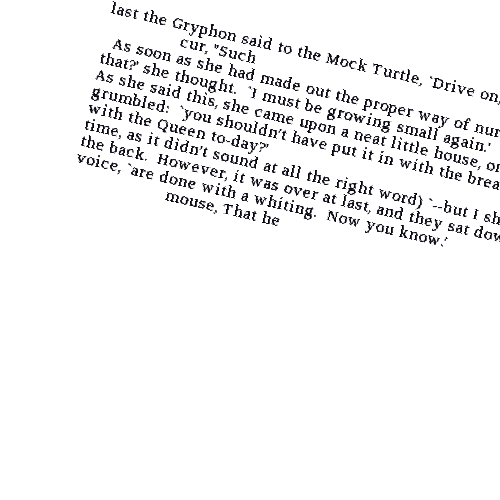 last the Gryphon said to the Mock Turtle, `Drive on,
cur, "Such
As soon as she had made out the proper way of nur
that?' she thought.  `I must be growing small again.'
As she said this, she came upon a neat little house, on
grumbled:  `you shouldn't have put it in with the brea
with the Queen to-day?'
time, as it didn't sound at all the right word) `--but I sh
the back.  However, it was over at last, and they sat dow
voice, `are done with a whiting.  Now you know.'
mouse, That he